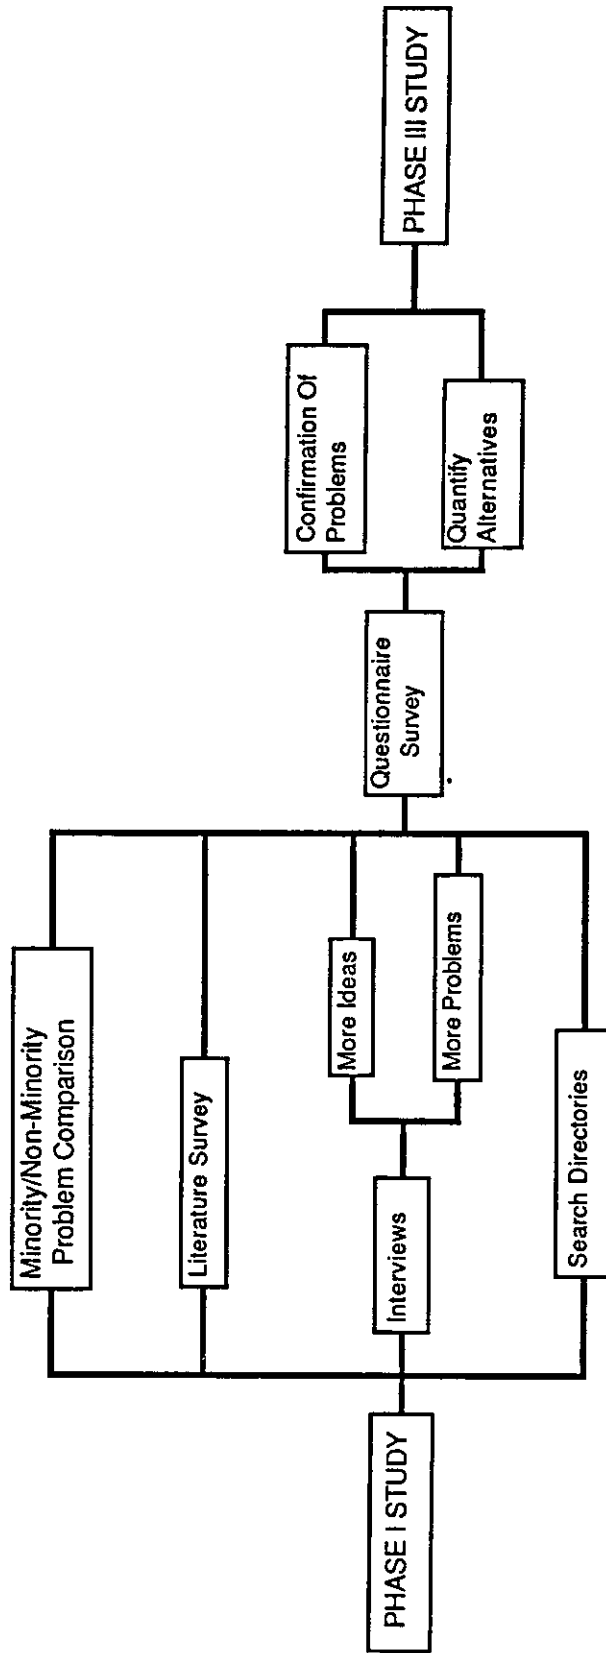 PHASE I STUDY
Minority/Non-Minority
Problem Comparison
Literature Survey
Interviews
More Ideas
More Problems
Search Directories
Questionnaire
Survey
Confirmation Of
Problems
Quantify
Alternatives
PHASE III STUDY